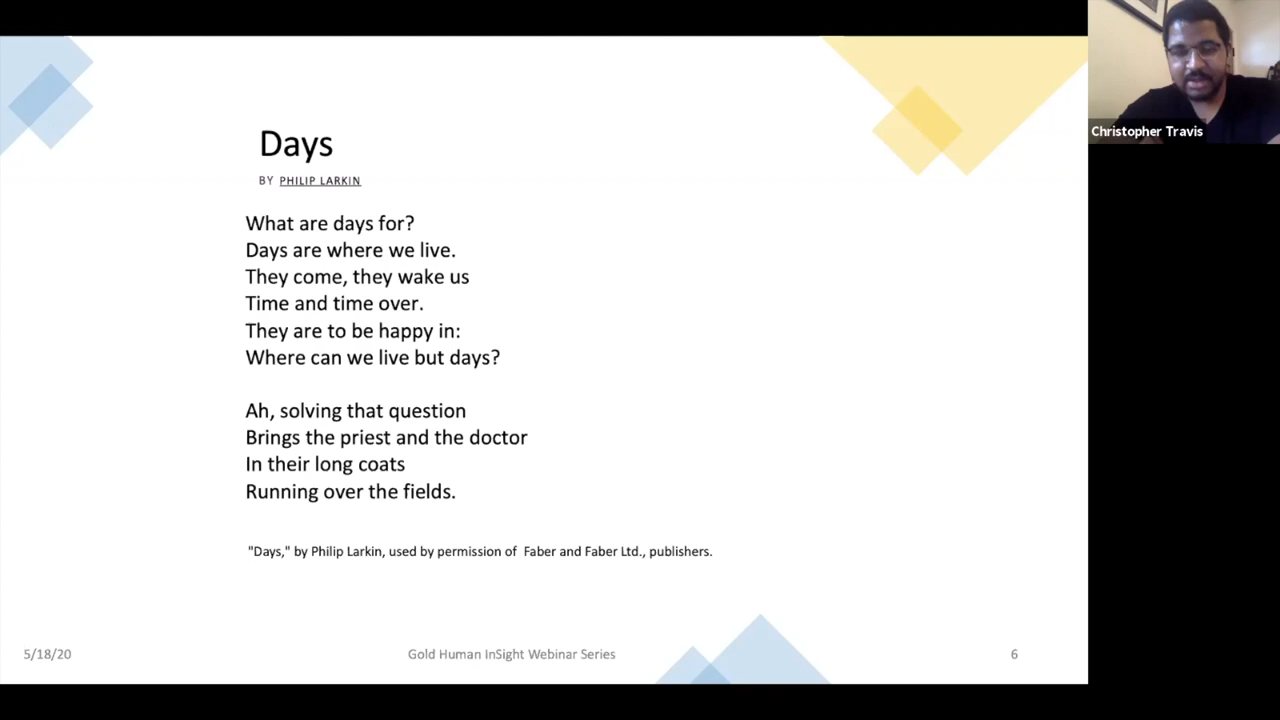 Days
BY PHILIP LARKIN
What are days for?
Days are where we live.
They come, they wake us
Time and time over.
They are to be happy in:
Where can we live but days?
Ah, solving that question
Brings the priest and the doctor
In their long coats
Running over the fields.
"Days," by Philip Larkin, used by permission of  Faber and Faber Ltd., publishers.
5/18/20
Gold Human InSight Webinar Series
6
Christopher Travis